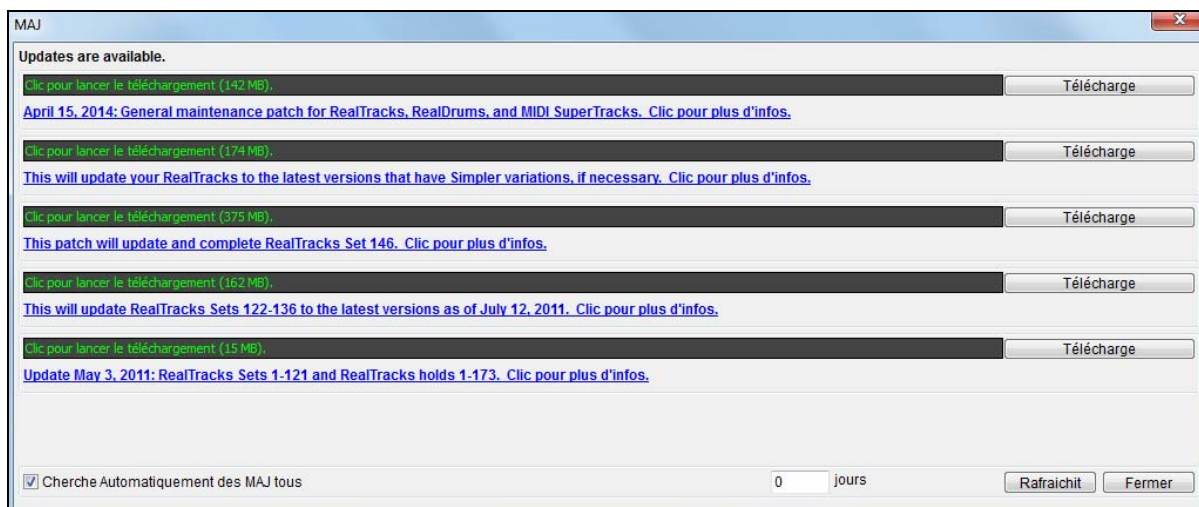 MAJ
Updates are available.
Clic pour lancer le téléchargement (142 MB). Télécharge
April 15, 2014: General maintenance patch for RealTracks, RealDrums, and MIDI SuperTracks. Clic pour plus d'infos.
Clic pour lancer le téléchargement (174 MB). Télécharge
This will update your RealTracks to the latest versions that have Simpler variations, if necessary. Clic pour plus d'infos.
Clic pour lancer le téléchargement (375 MB). Télécharge
This patch will update and complete RealTracks Set 146. Clic pour plus d'infos.
Clic pour lancer le téléchargement (162 MB). Télécharge
This will update RealTracks Sets 122-136 to the latest versions as of July 12, 2011. Clic pour plus d'infos.
Clic pour lancer le téléchargement (15 MB). Télécharge
Update May 3, 2011: RealTracks Sets 1-121 and RealTracks holds 1-173. Clic pour plus d'infos.
Cherche Automatiquement des MAJ tous 0 jours Rafraichit Fermer